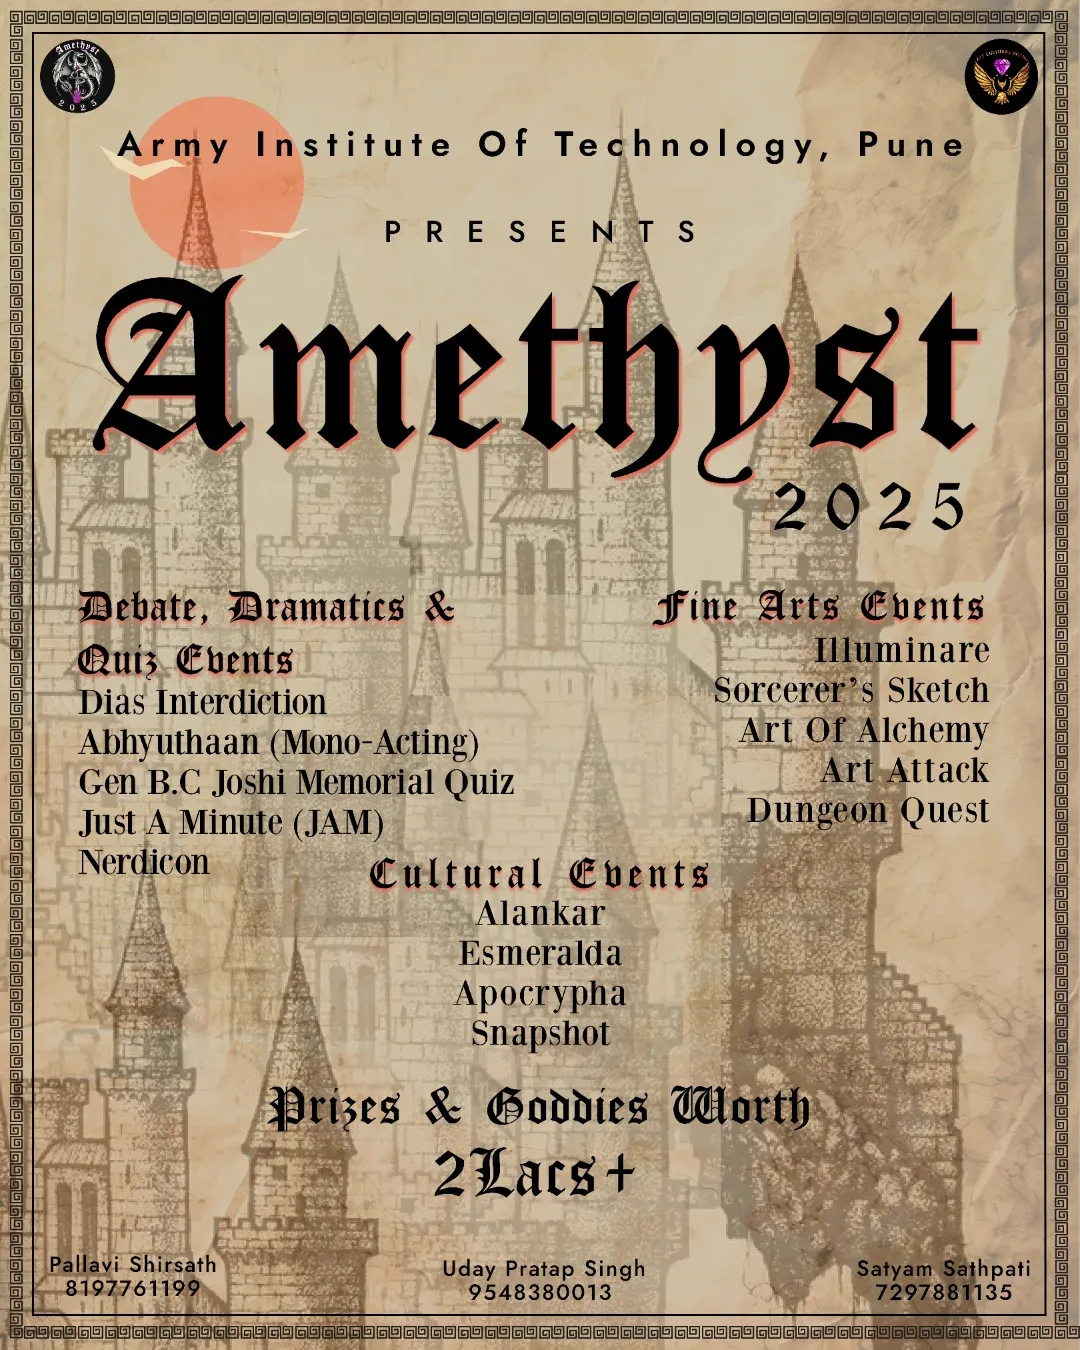 Amethyst
2025
Army Institute Of Technology, Pune
PRESENTS
Amethyst
2025
Debate, Dramatics &
Quiz Events
Dias Interdiction
Abhyuthaan (Mono-Acting)
Gen B.C Joshi Memorial Quiz
Just A Minute (JAM)
Nerdicon
Fine Arts Events
Illuminare
Sorcerer's Sketch
Art Of Alchemy
Art Attack
Dungeon Quest
Cultural Events
Alankar
Esmeralda
Apocrypha
Snapshot
Prizes & Goddies Worth
2Lacs+
Pallavi Shirsath
8197761199
Uday Pratap Singh
9548380013
Satyam Sathpati
7297881135